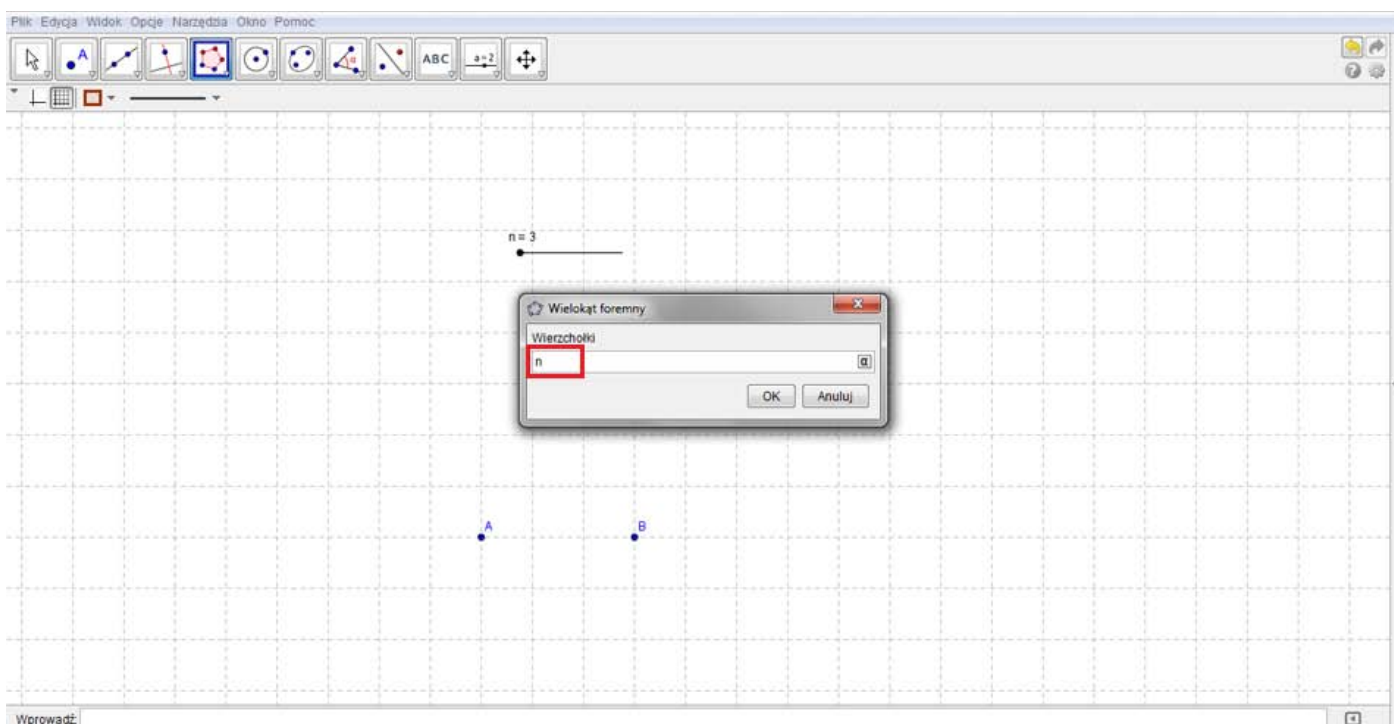 Plik Edycja Widok Opcje Narzędzia Okno Pomoc
A α ABC a=2
n = 3
Wielokąt foremny
Wierzchołki
n α
OK Anuluj
A B
Wprowadź: